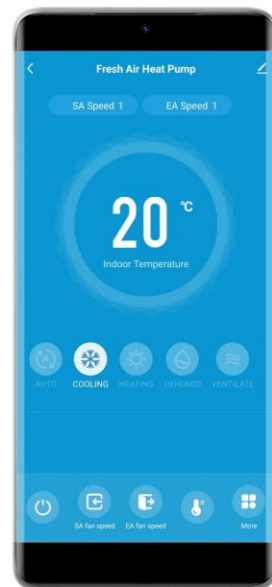 Fresh Air Heat Pump
SA Speed 1 EA Speed 1
20 °C
Indoor Temperature
AUTO COOLING HEATING DEHUMID VENTILATE
SA fan speed EA fan speed More